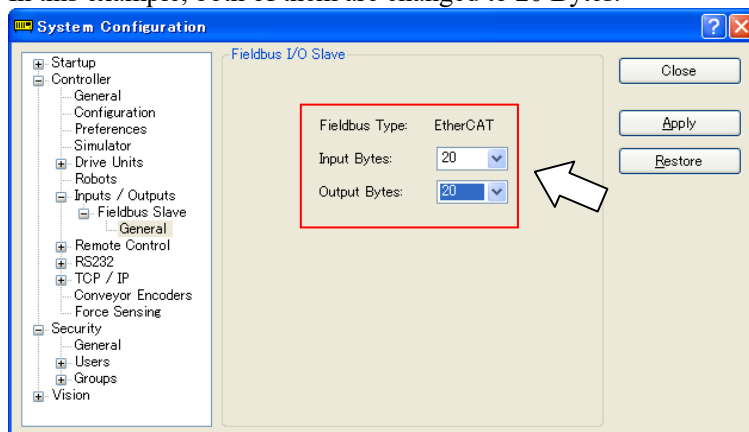 In this example, both of them are changed to 20 Bytes.
System Configuration
Startup
Controller
General
Configuration
Preferences
Simulator
Drive Units
Robots
Inputs / Outputs
Fieldbus Slave
General
Remote Control
RS232
TCP / IP
Conveyor Encoders
Force Sensing
Security
General
Users
Groups
Vision
Fieldbus I/O Slave
Fieldbus Type: EtherCAT
Input Bytes: 20
Output Bytes: 20
Close
Apply
Restore